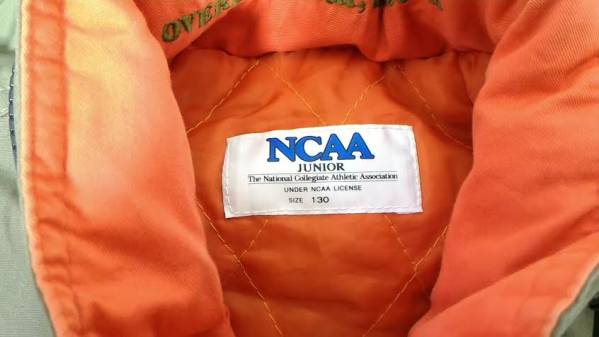 NCAA
JUNIOR
The National Collegiate Athletic Association
UNDER NCAA LICENSE
SIZE 130